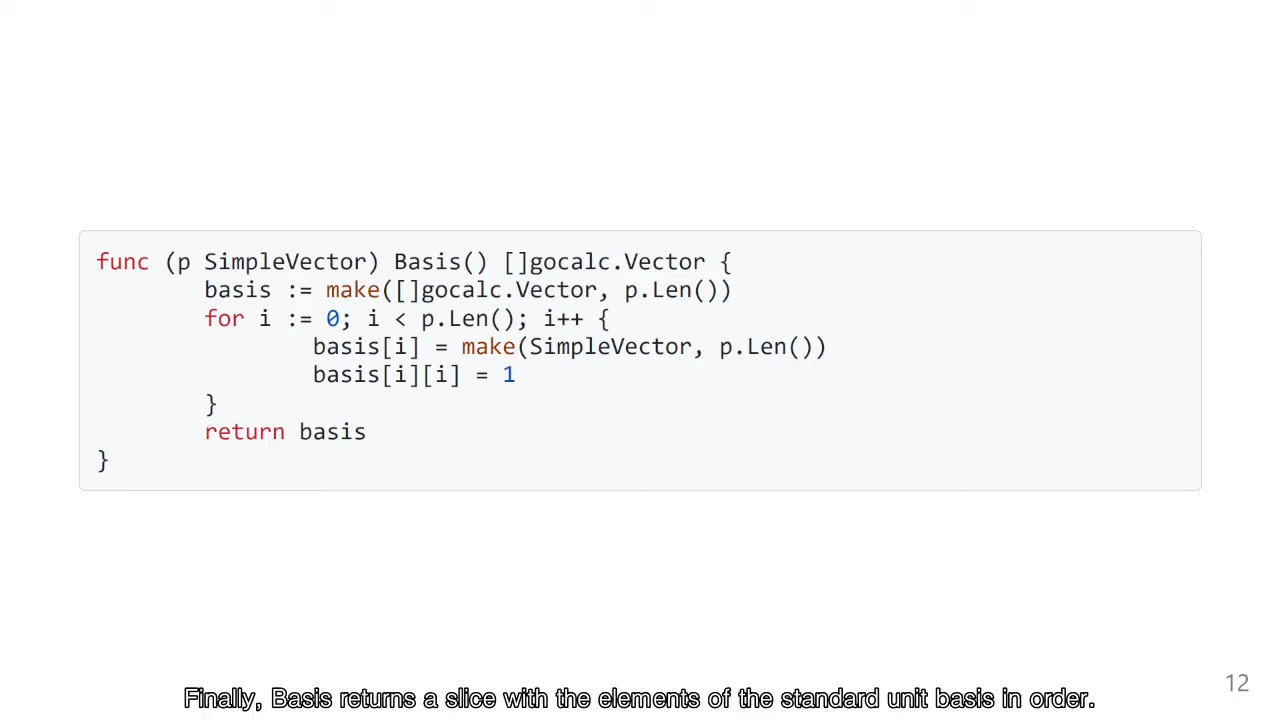 func (p SimpleVector) Basis() []gocalc.Vector {
        basis := make([]gocalc.Vector, p.Len())
        for i := 0; i < p.Len(); i++ {
                basis[i] = make(SimpleVector, p.Len())
                basis[i][i] = 1
        }
        return basis
}
Finally, Basis returns a slice with the elements of the standard unit basis in order.
12